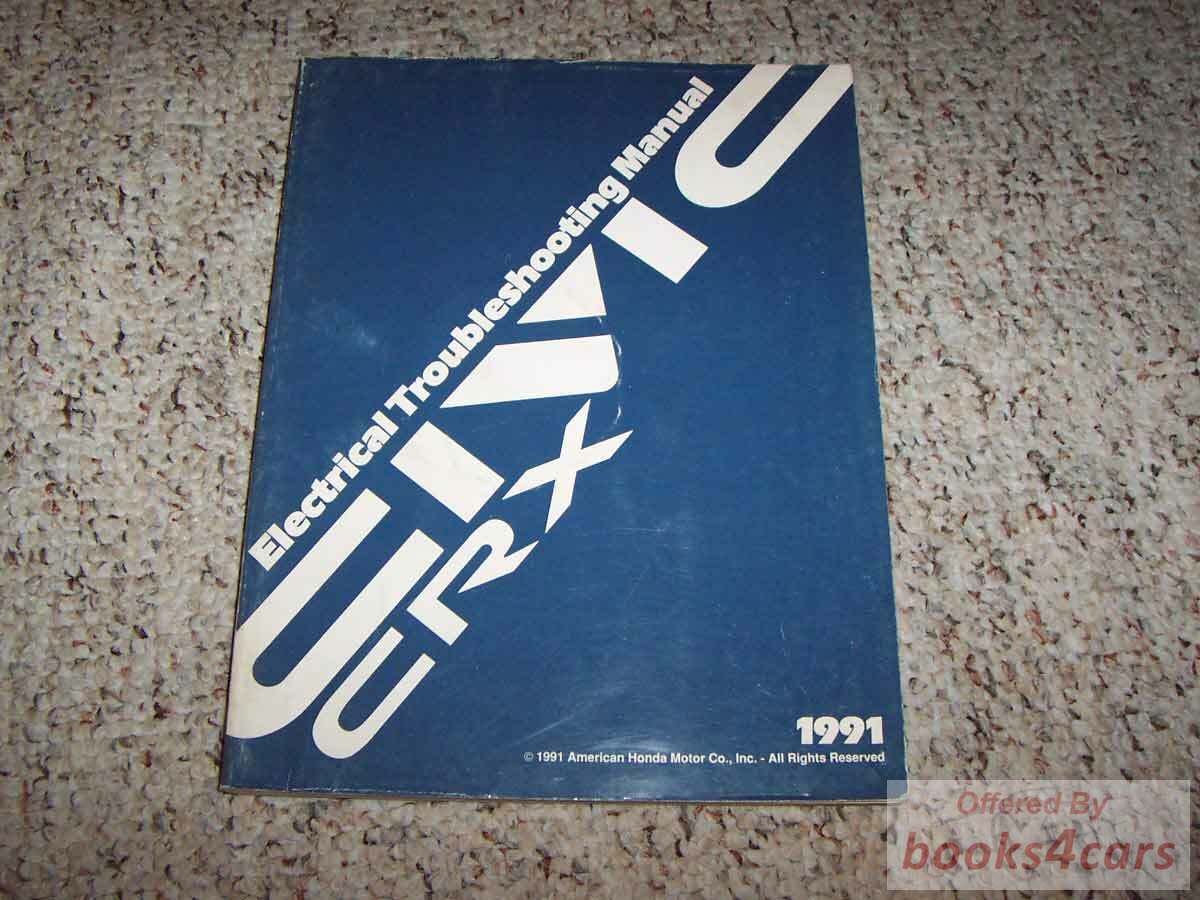 Electrical Troubleshooting Manual
CIVIC
CRX
1991
© 1991 American Honda Motor Co., Inc. - All Rights Reserved
Offered By
books4cars